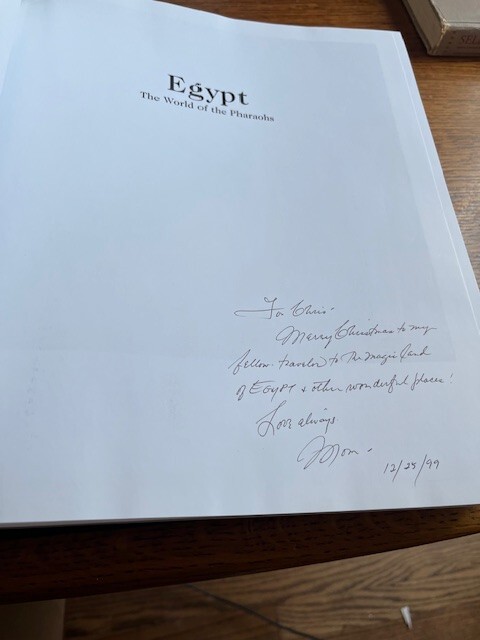 Egypt
The World of the Pharaohs
For Chris -
Merry Christmas to my
fellow-traveler to the magic land
of EGYPT & other wonderful places!
Love always
Mom -
12/25/99